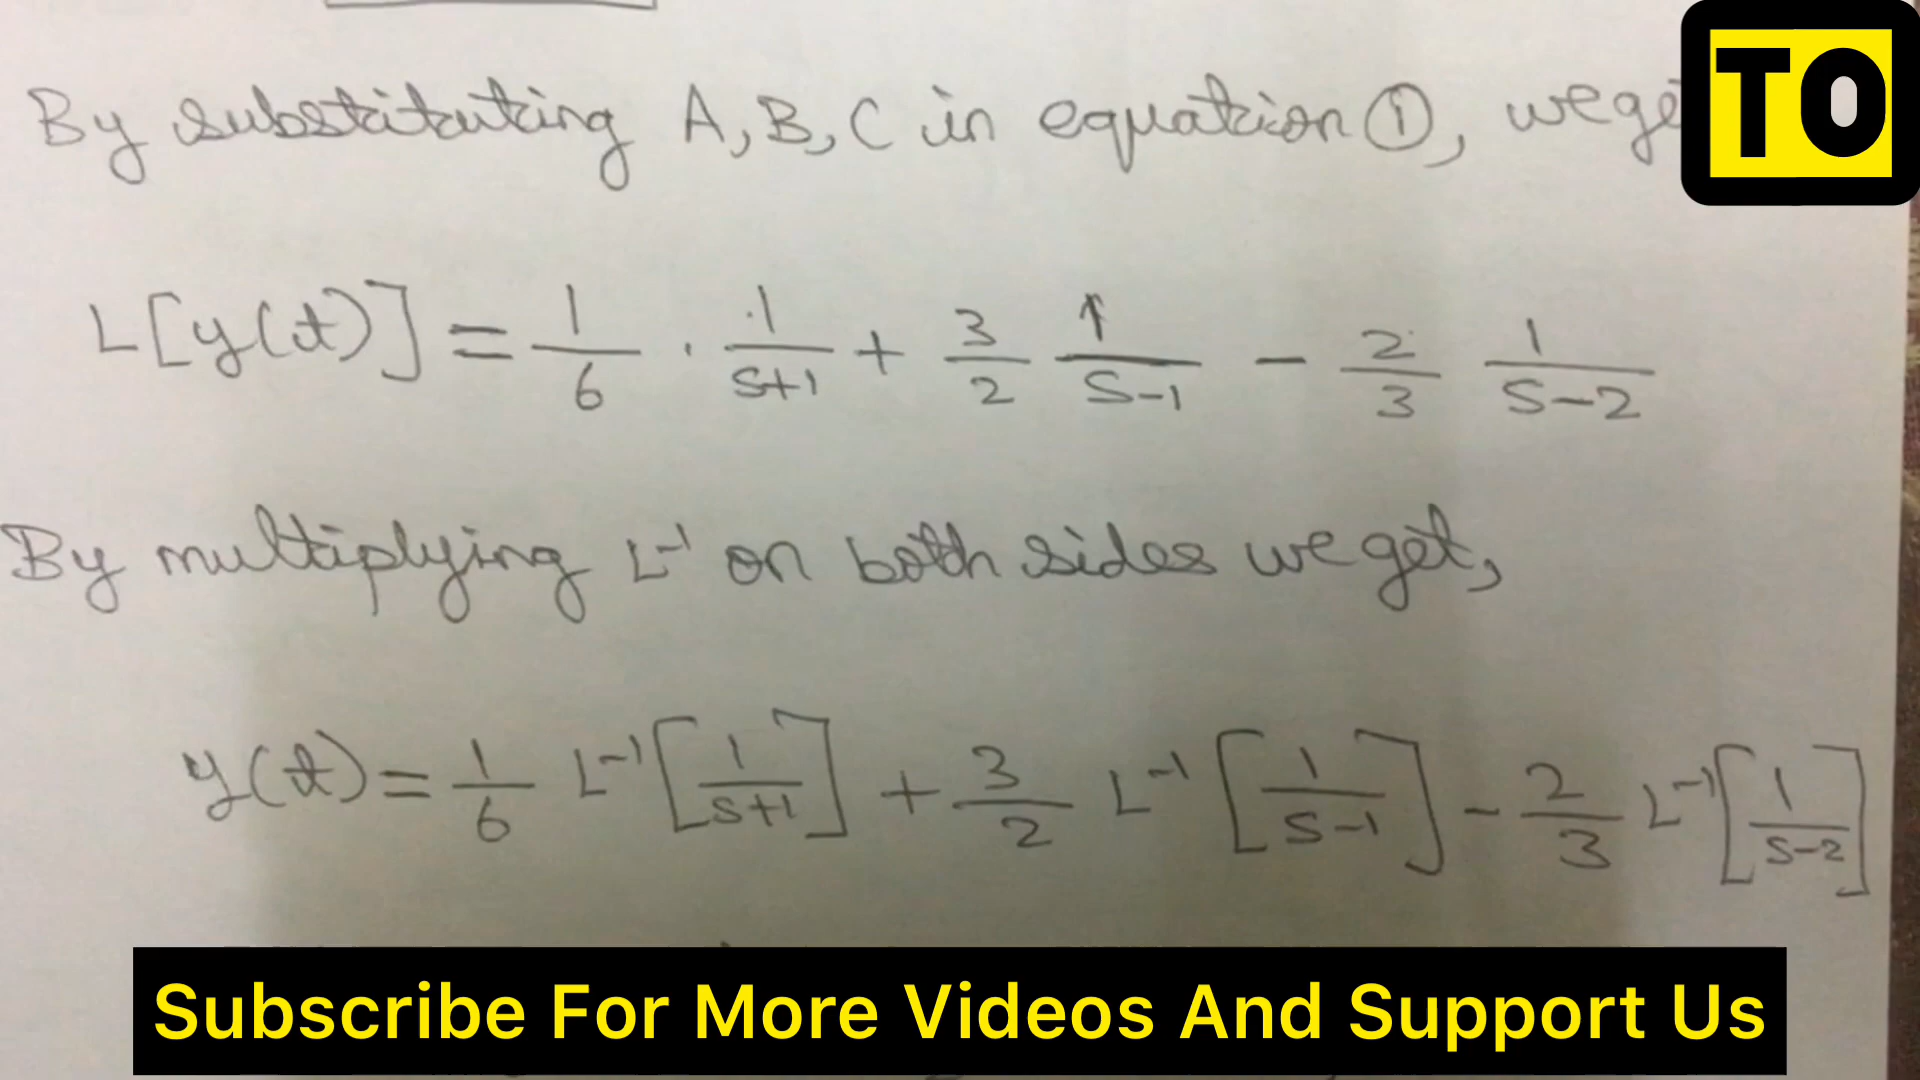 By substituting A, B, C in equation ①, we get
TO
L[y(t)] = 1/6 · 1/s+1 + 3/2 1/s-1 - 2/3 1/s-2
By multiplying L⁻¹ on both sides we get,
y(t) = 1/6 L⁻¹[1/s+1] + 3/2 L⁻¹[1/s-1] - 2/3 L⁻¹[1/s-2]
Subscribe For More Videos And Support Us